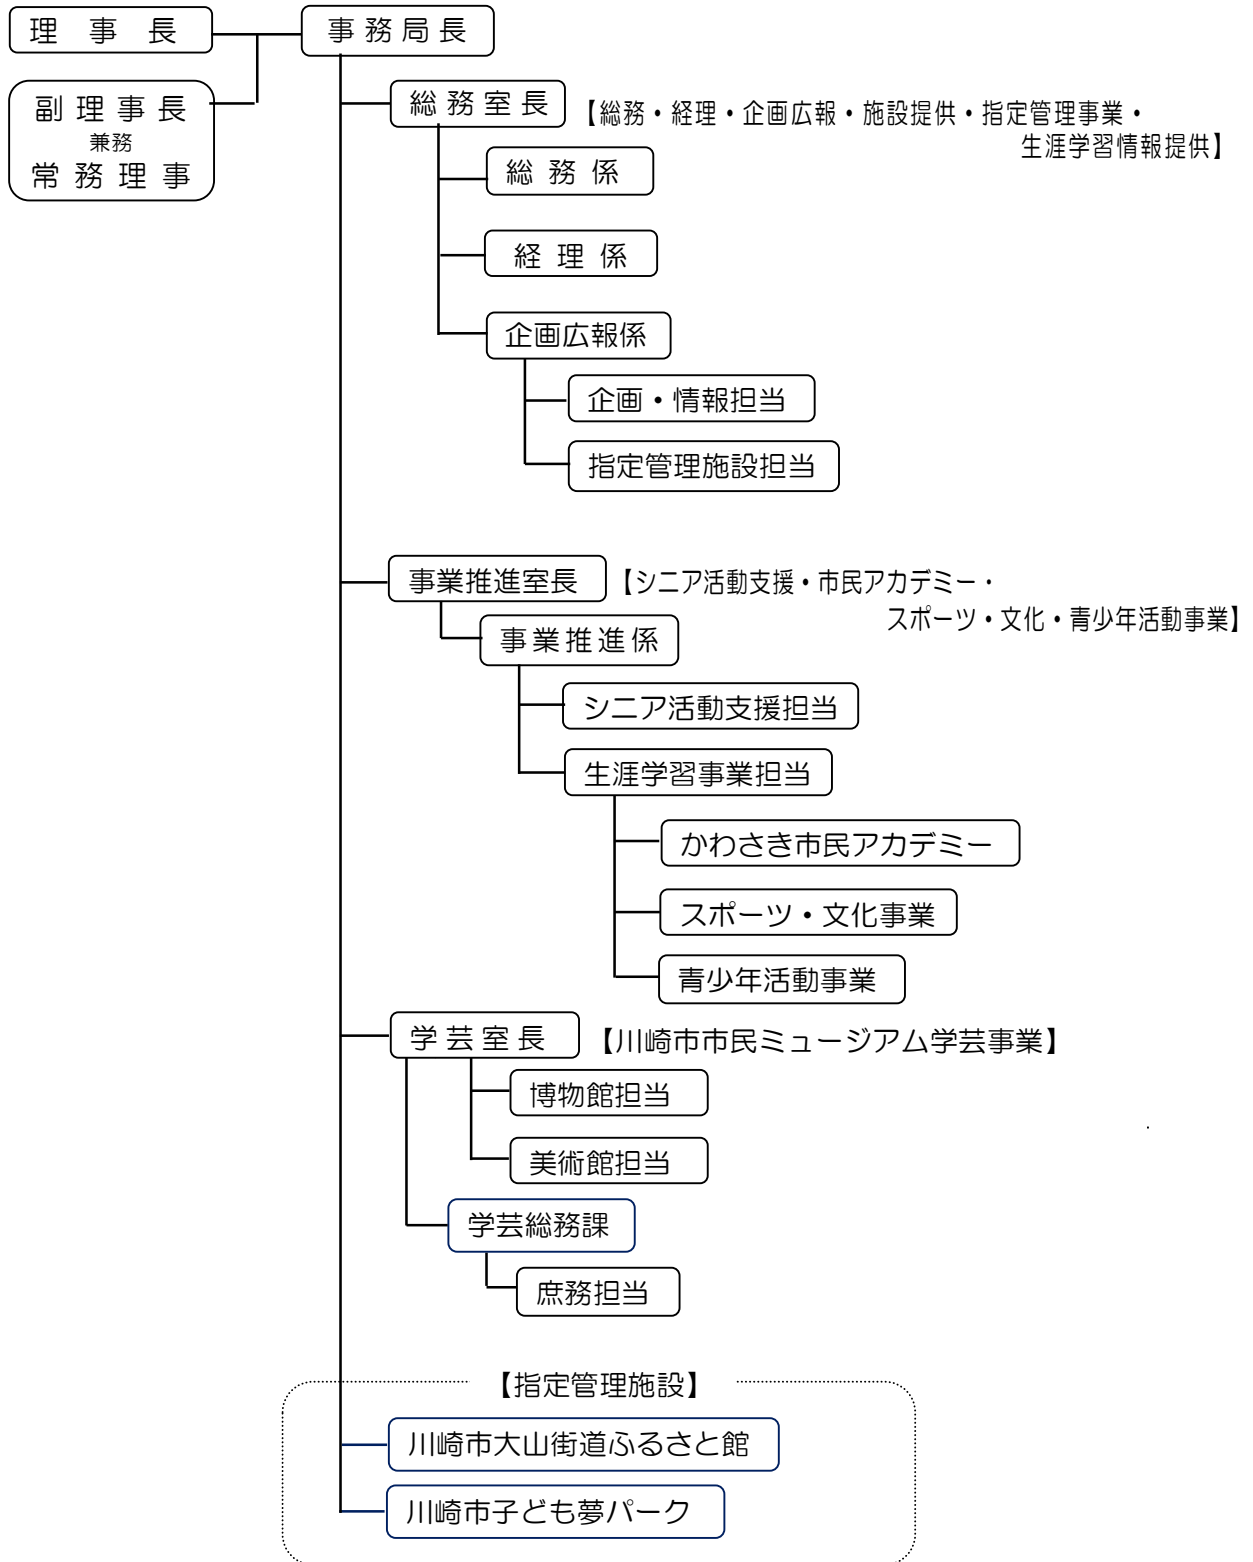 理事長
事務局長
副理事長
兼務
常務理事
総務室長
【総務・経理・企画広報・施設提供・指定管理事業・
生涯学習情報提供】
総務係
経理係
企画広報係
企画・情報担当
指定管理施設担当
事業推進室長
【シニア活動支援・市民アカデミー・
スポーツ・文化・青少年活動事業】
事業推進係
シニア活動支援担当
生涯学習事業担当
かわさき市民アカデミー
スポーツ・文化事業
青少年活動事業
学芸室長
【川崎市市民ミュージアム学芸事業】
博物館担当
美術館担当
学芸総務課
庶務担当
【指定管理施設】
川崎市大山街道ふるさと館
川崎市子ども夢パーク